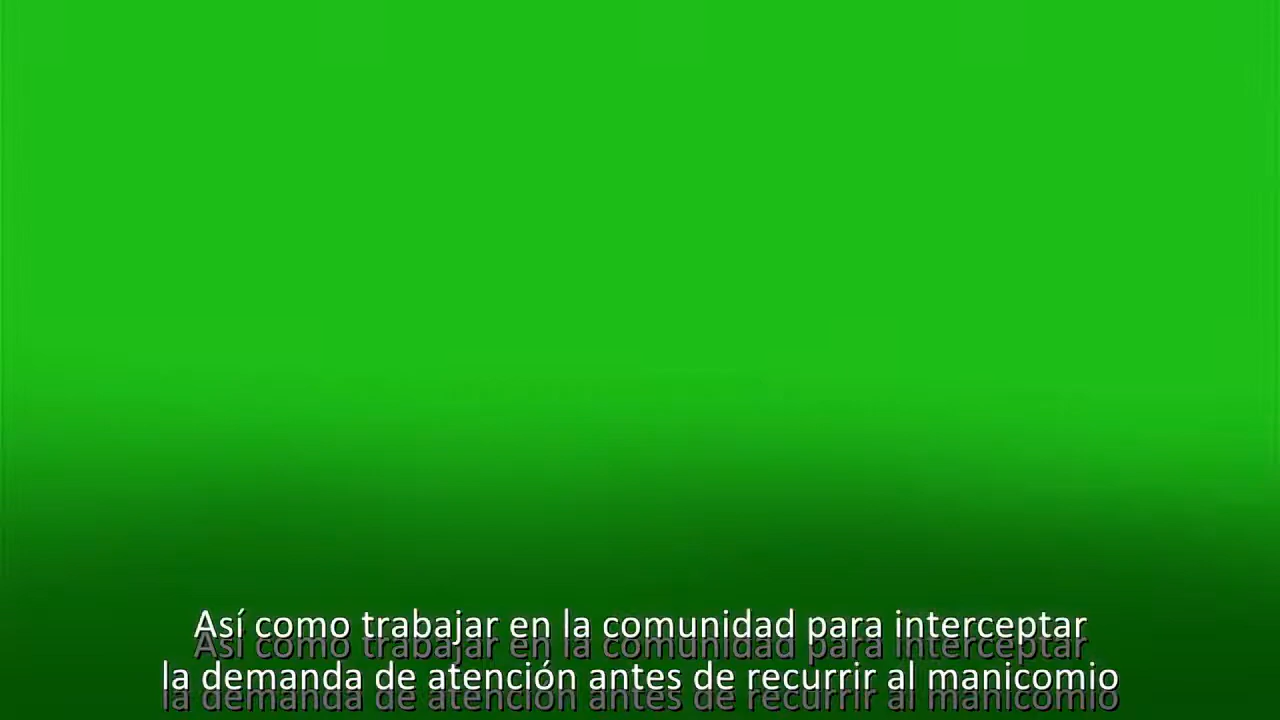 Así como trabajar en la comunidad para interceptar
la demanda de atención antes de recurrir al manicomio